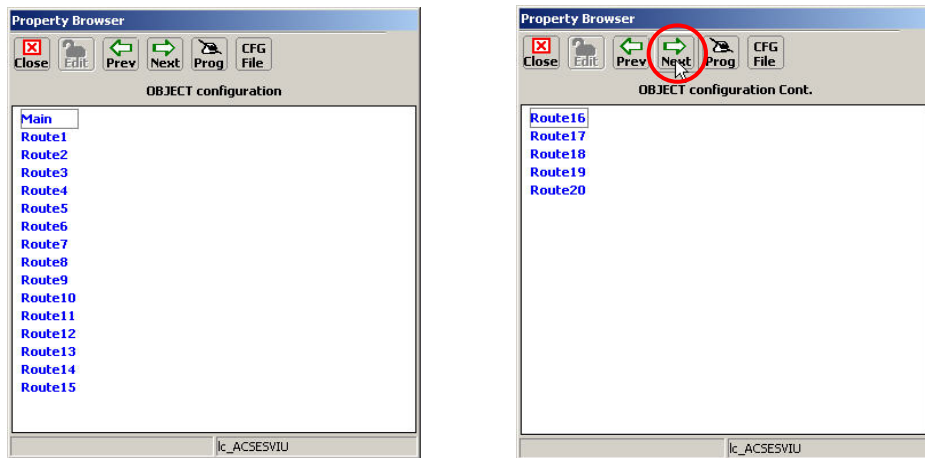 Property Browser
Close Edit Prev Next Prog CFG File
OBJECT configuration
Main
Route1
Route2
Route3
Route4
Route5
Route6
Route7
Route8
Route9
Route10
Route11
Route12
Route13
Route14
Route15
lc_ACSESVIU
Property Browser
Close Edit Prev Next Prog CFG File
OBJECT configuration Cont.
Route16
Route17
Route18
Route19
Route20
lc_ACSESVIU